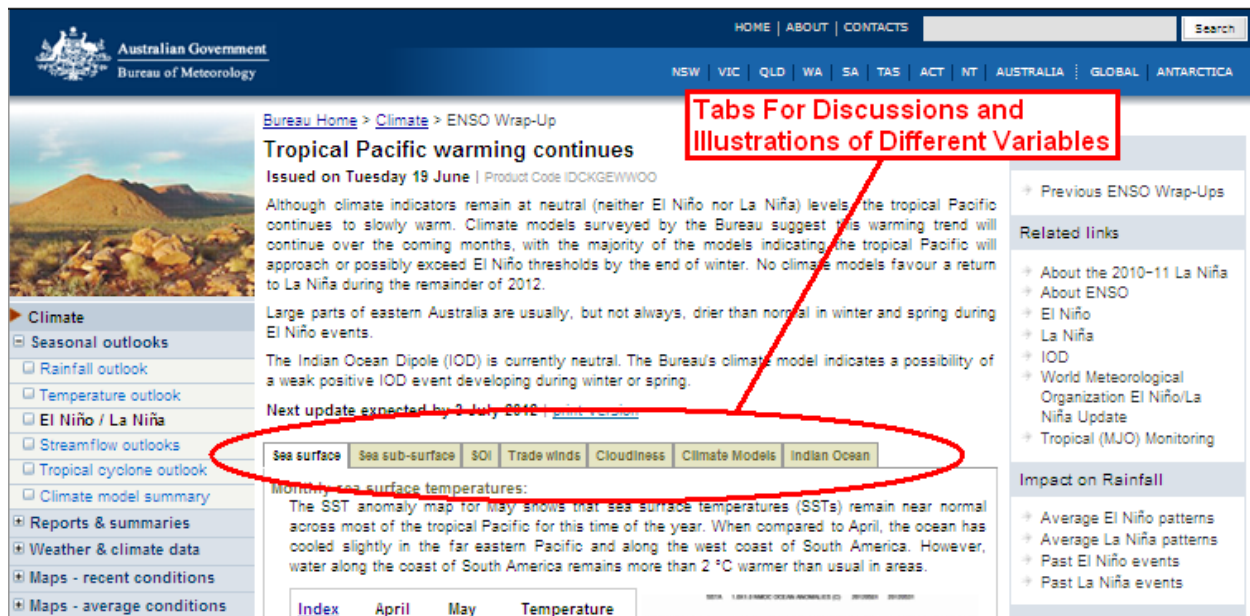 Australian Government
Bureau of Meteorology
HOME | ABOUT | CONTACTS
Search
NSW | VIC | QLD | WA | SA | TAS | ACT | NT | AUSTRALIA | GLOBAL | ANTARCTICA
Tabs For Discussions and
Illustrations of Different Variables
Bureau Home > Climate > ENSO Wrap-Up
Tropical Pacific warming continues
Issued on Tuesday 19 June | Product Code IDCKGEWWOO
Although climate indicators remain at neutral (neither El Niño nor La Niña) levels, the tropical Pacific
continues to slowly warm. Climate models surveyed by the Bureau suggest this warming trend will
continue over the coming months, with the majority of the models indicating the tropical Pacific will
approach or possibly exceed El Niño thresholds by the end of winter. No climate models favour a return
to La Niña during the remainder of 2012.
Large parts of eastern Australia are usually, but not always, drier than normal in winter and spring during
El Niño events.
The Indian Ocean Dipole (IOD) is currently neutral. The Bureau's climate model indicates a possibility of
a weak positive IOD event developing during winter or spring.
Next update expected by 3 July 2012 | print version
Sea surface
Sea sub-surface
SOI
Trade winds
Cloudiness
Climate Models
Indian Ocean
Monthly sea surface temperatures:
The SST anomaly map for May shows that sea surface temperatures (SSTs) remain near normal
across most of the tropical Pacific for this time of the year. When compared to April, the ocean has
cooled slightly in the far eastern Pacific and along the west coast of South America. However,
water along the coast of South America remains more than 2 °C warmer than usual in areas.
Index April May Temperature
Climate
Seasonal outlooks
Rainfall outlook
Temperature outlook
El Niño / La Niña
Streamflow outlooks
Tropical cyclone outlook
Climate model summary
Reports & summaries
Weather & climate data
Maps - recent conditions
Maps - average conditions
Previous ENSO Wrap-Ups
Related links
About the 2010–11 La Niña
About ENSO
El Niño
La Niña
IOD
World Meteorological
Organization El Niño/La
Niña Update
Tropical (MJO) Monitoring
Impact on Rainfall
Average El Niño patterns
Average La Niña patterns
Past El Niño events
Past La Niña events